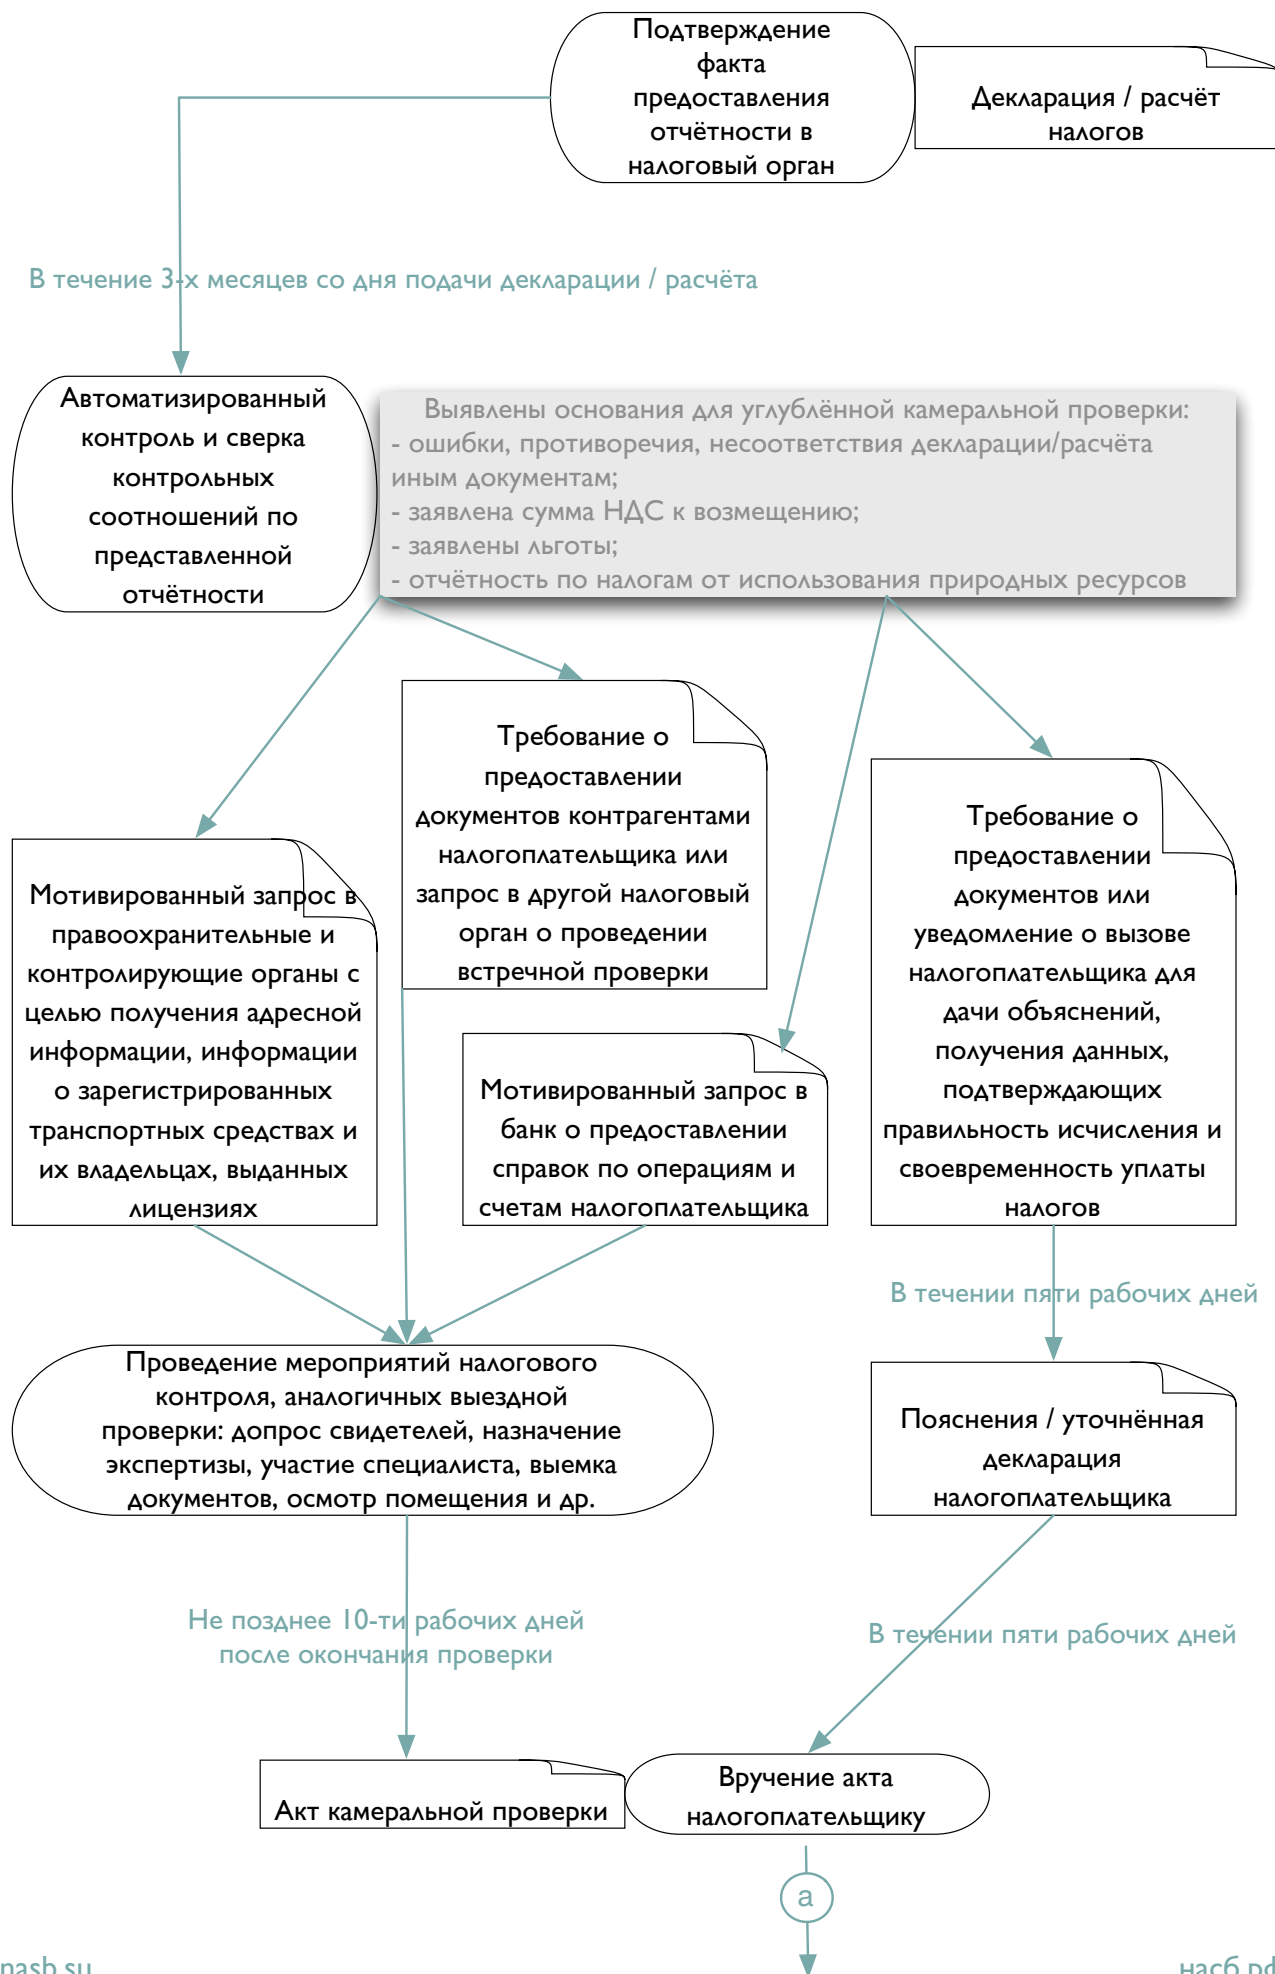 Подтверждение
факта
предоставления
отчётности в
налоговый орган
Декларация / расчёт
налогов
В течение 3-х месяцев со дня подачи декларации / расчёта
Автоматизированный
контроль и сверка
контрольных
соотношений по
представленной
отчётности
Выявлены основания для углублённой камеральной проверки:
- ошибки, противоречия, несоответствия декларации/расчёта
иным документам;
- заявлена сумма НДС к возмещению;
- заявлены льготы;
- отчётность по налогам от использования природных ресурсов
Требование о
предоставлении
документов контрагентами
налогоплательщика или
запрос в другой налоговый
орган о проведении
встречной проверки
Требование о
предоставлении
документов или
уведомление о вызове
налогоплательщика для
дачи объяснений,
получения данных,
подтверждающих
правильность исчисления и
своевременность уплаты
налогов
Мотивированный запрос в
правоохранительные и
контролирующие органы с
целью получения адресной
информации, информации
о зарегистрированных
транспортных средствах и
их владельцах, выданных
лицензиях
Мотивированный запрос в
банк о предоставлении
справок по операциям и
счетам налогоплательщика
В течении пяти рабочих дней
Проведение мероприятий налогового
контроля, аналогичных выездной
проверки: допрос свидетелей, назначение
экспертизы, участие специалиста, выемка
документов, осмотр помещения и др.
Пояснения / уточнённая
декларация
налогоплательщика
Не позднее 10-ти рабочих дней
после окончания проверки
В течении пяти рабочих дней
Акт камеральной проверки
Вручение акта
налогоплательщику
а
nasb.su
насб.рф